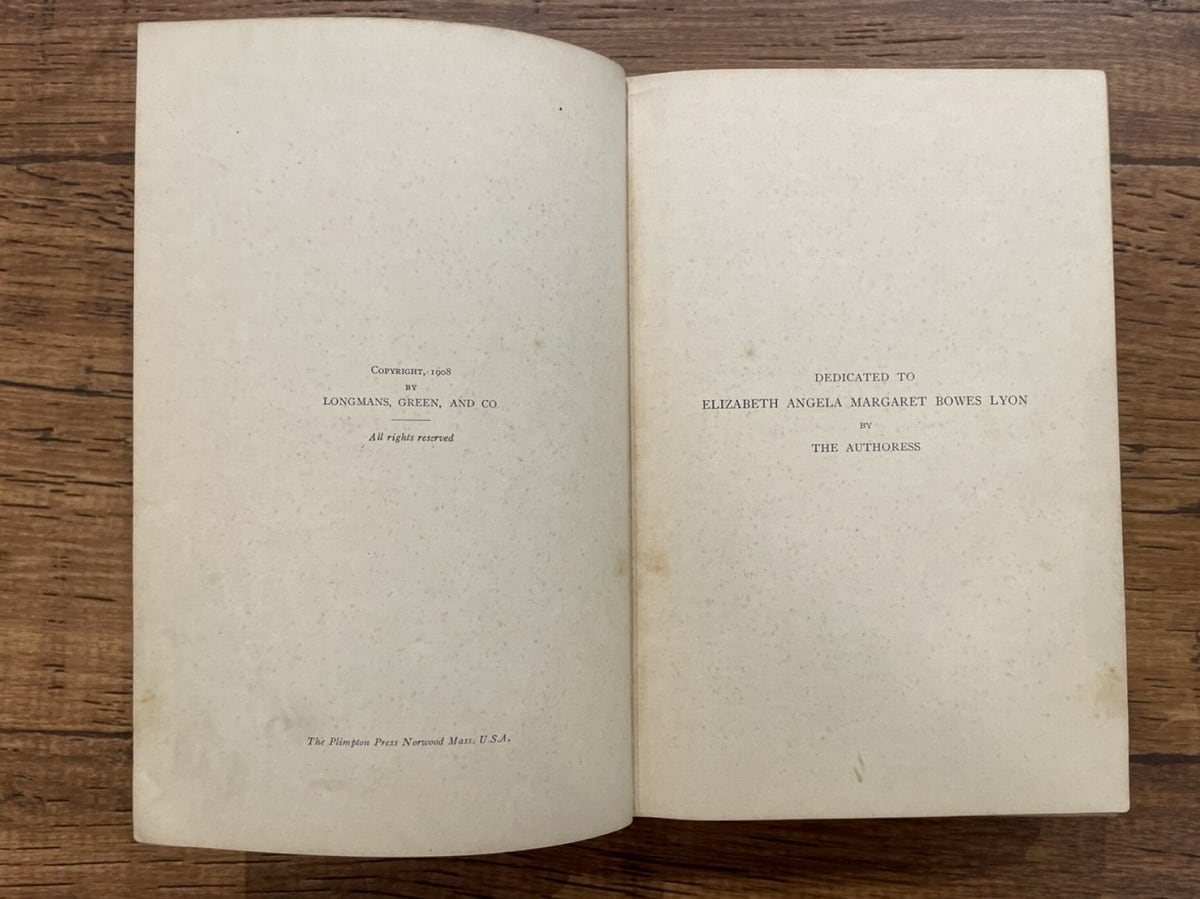 COPYRIGHT, 1908
BY
LONGMANS, GREEN, AND CO
All rights reserved
The Plimpton Press Norwood Mass. U.S.A.
DEDICATED TO
ELIZABETH ANGELA MARGARET BOWES LYON
BY
THE AUTHORESS